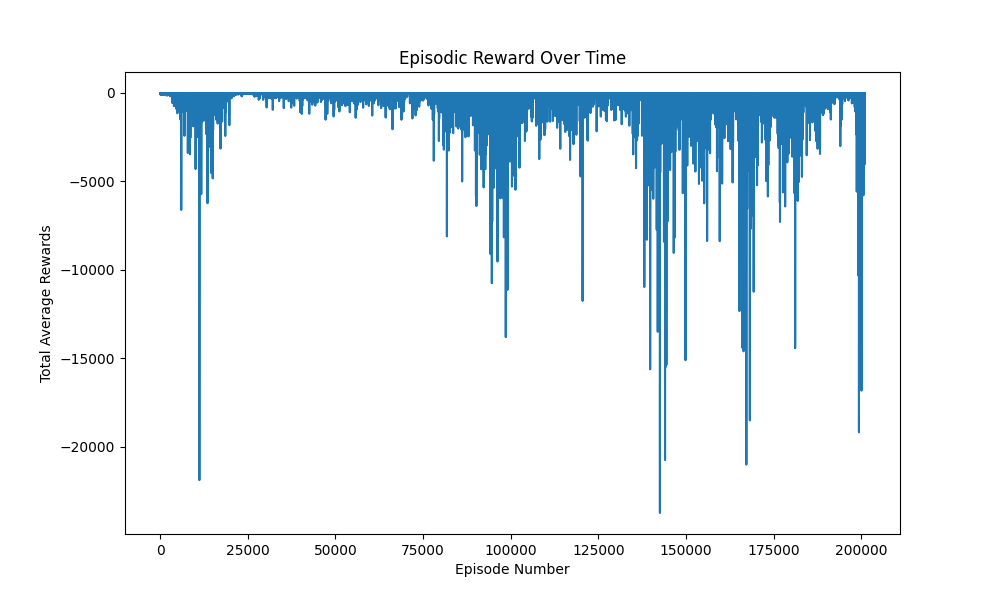 Episodic Reward Over Time
Total Average Rewards
0
−5000
−10000
−15000
−20000
0 25000 50000 75000 100000 125000 150000 175000 200000
Episode Number